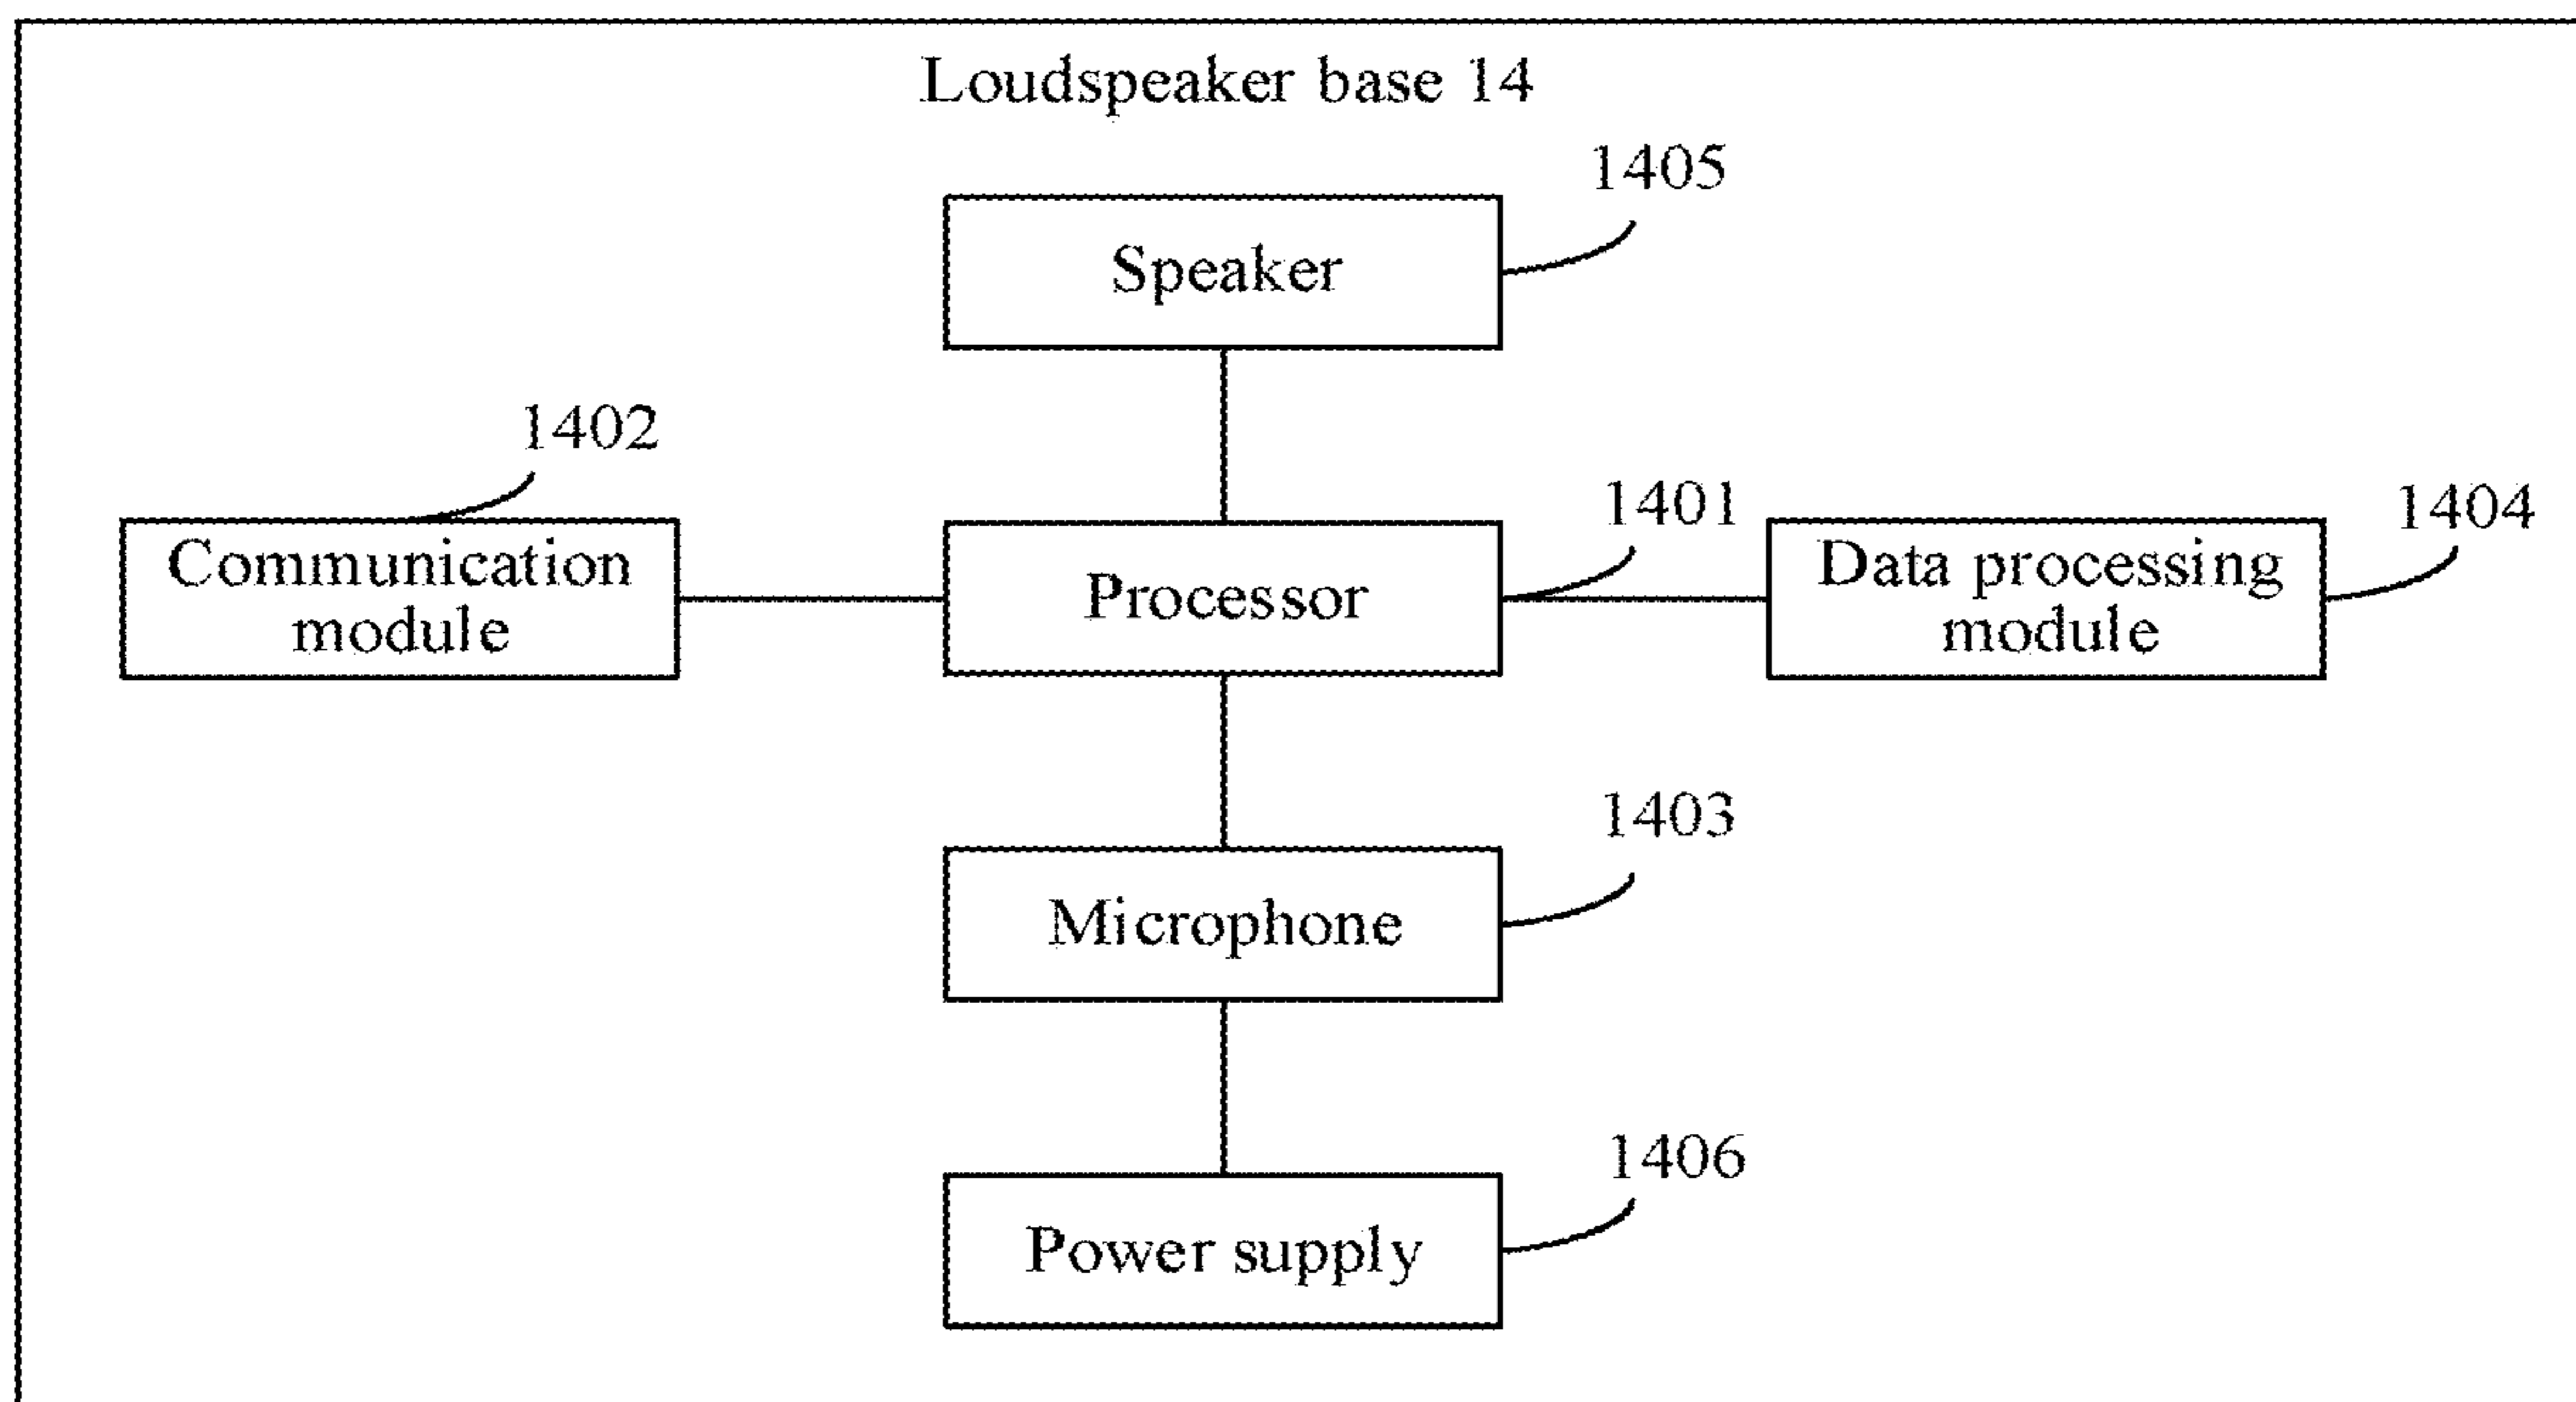 Loudspeaker base 14
1405
Speaker
1402
1401
1404
Communication
module
Processor
Data processing
module
1403
Microphone
1406
Power supply